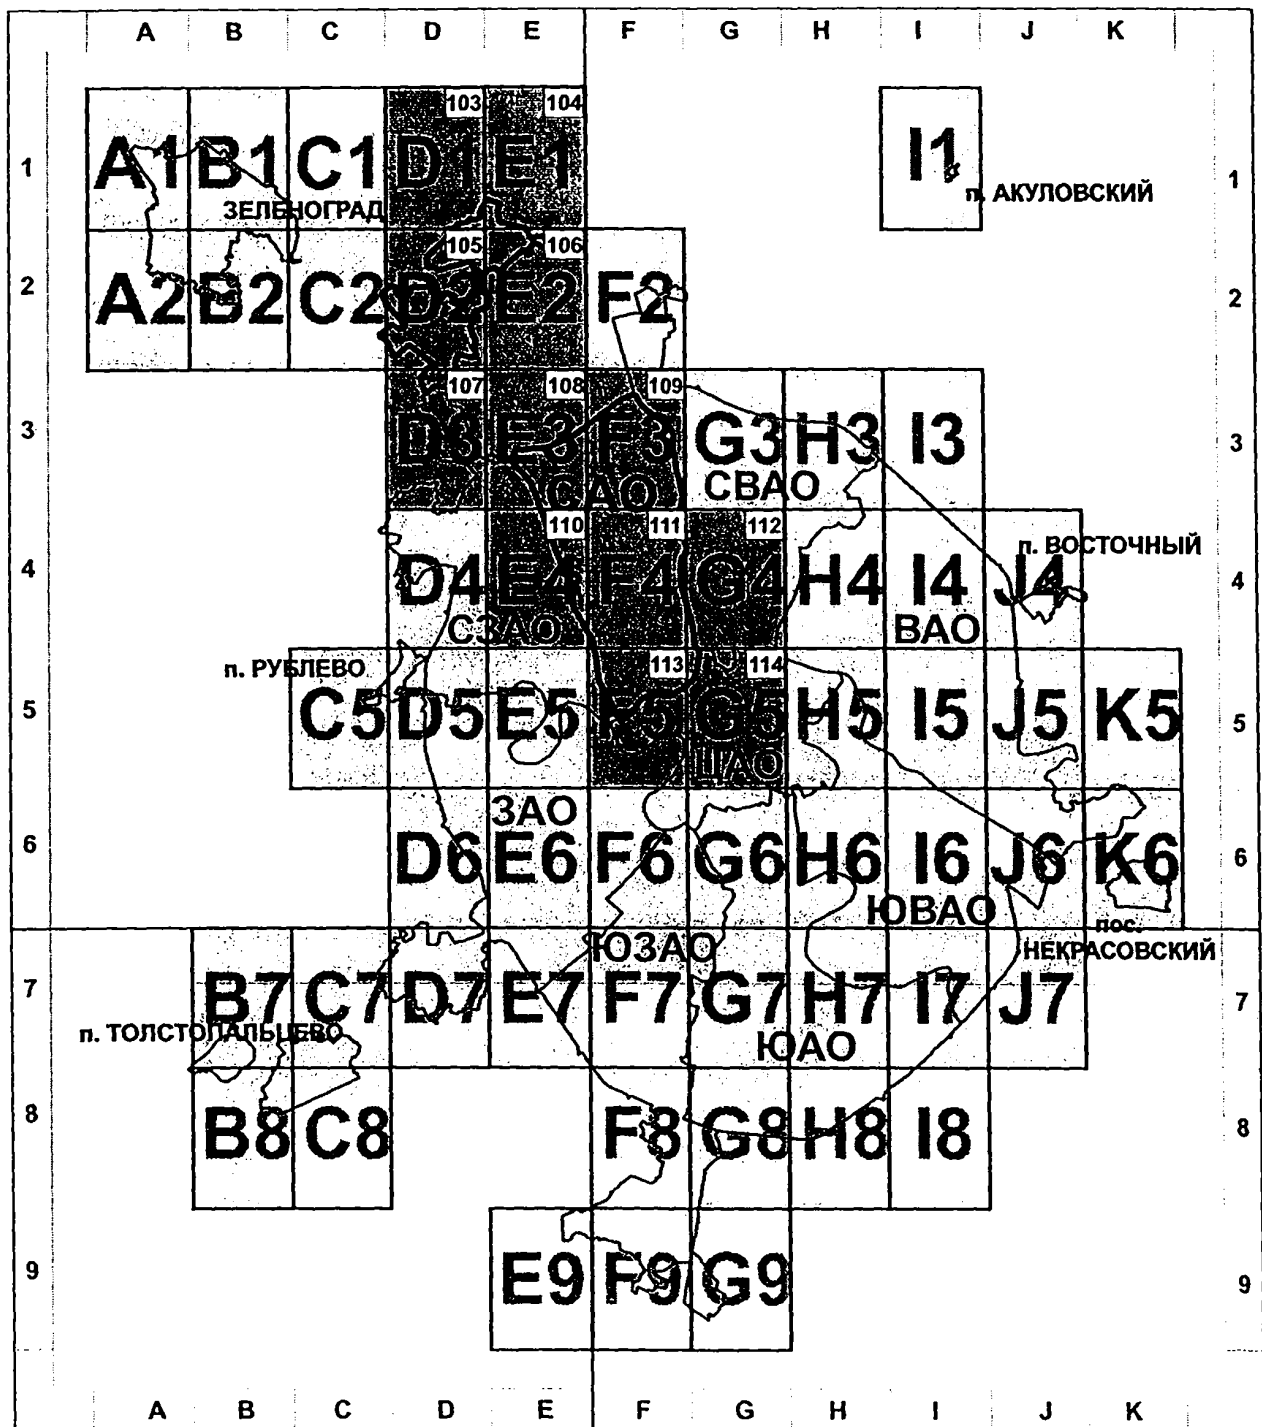 A B C D E F G H I J K
103 104
1 A1 B1 C1 D1 E1 I1 1
п. АКУЛОВСКИЙ
ЗЕЛЕНОГРАД
105 106
2 A2 B2 C2 D2 E2 F2 2
107 108 109
3 D3 E3 F3 G3 H3 I3 3
САО СВАО
110 111 112
п. ВОСТОЧНЫЙ
4 D4 E4 F4 G4 H4 I4 J4 4
СЗАО ВАО
п. РУБЛЕВО 113 114
5 C5 D5 E5 F5 G5 H5 I5 J5 K5 5
ЦАО
ЗАО
6 D6 E6 F6 G6 H6 I6 J6 K6 6
ЮВАО
пос.
ЮЗАО НЕКРАСОВСКИЙ
7 B7 C7 D7 E7 F7 G7 H7 I7 J7 7
п. ТОЛСТОПАЛЬЦЕВО
ЮАО
8 B8 C8 F8 G8 H8 I8 8
9 E9 F9 G9 9
A B C D E F G H I J K